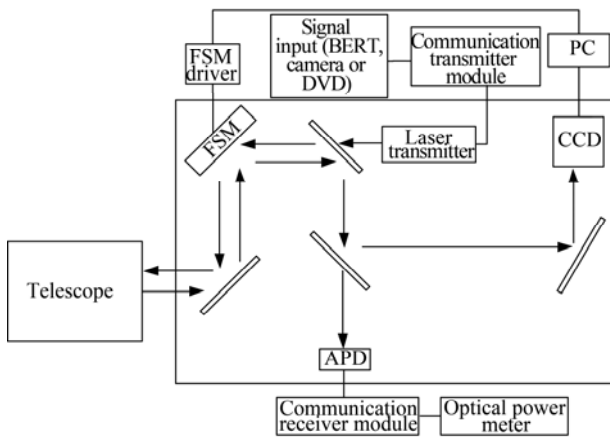 FSM
driver
Signal
input (BERT,
camera or
DVD)
Communication
transmitter
module
PC
FSM
Laser
transmitter
CCD
Telescope
APD
Communication
receiver module
Optical power
meter